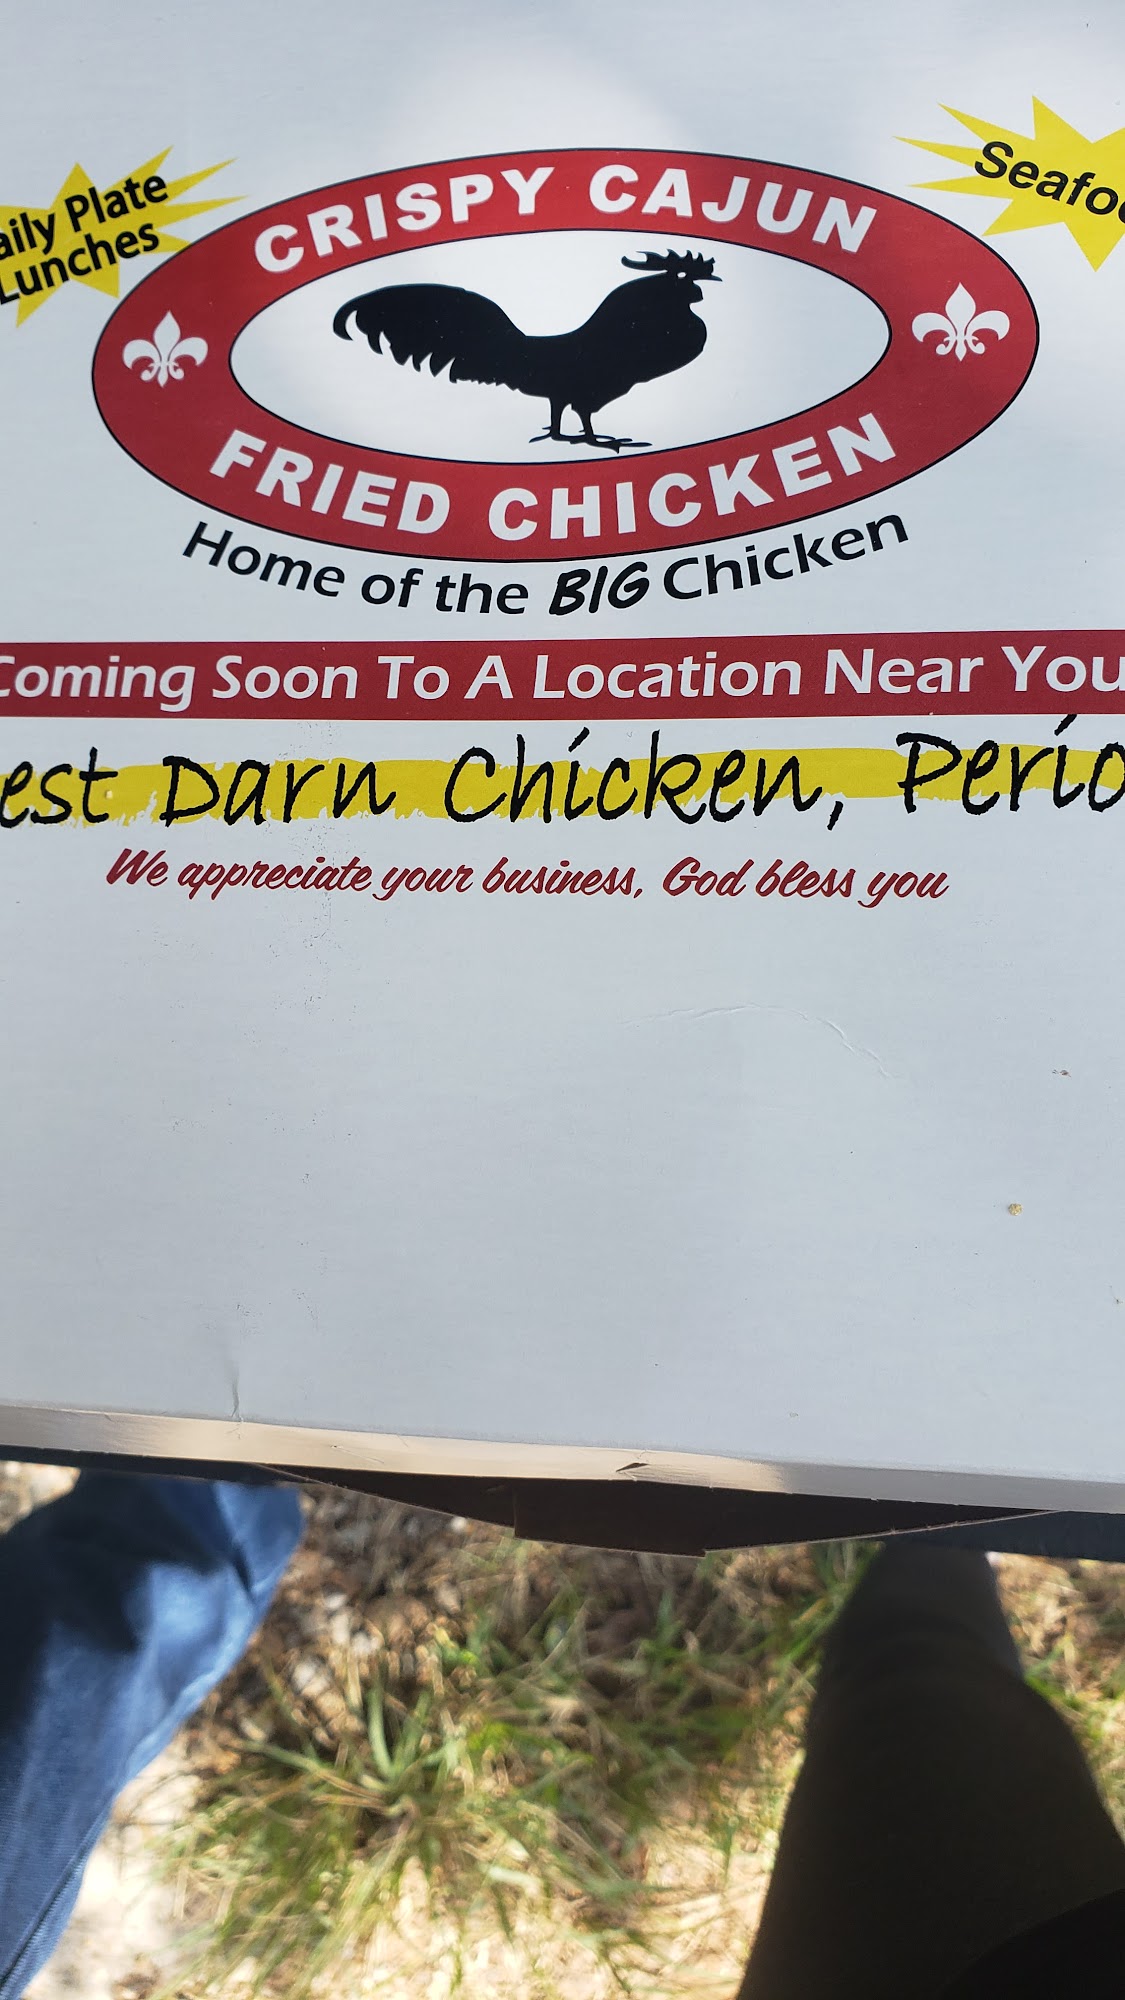 aily Plate
Lunches
Seafoo
CRISPY CAJUN
FRIED CHICKEN
Home of the BIG Chicken
Coming Soon To A Location Near You
est Darn Chicken, Perio
We appreciate your business, God bless you